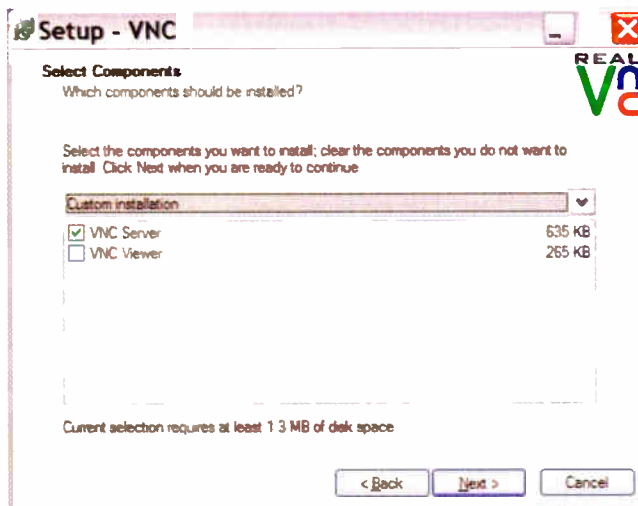 Setup - VNC
Select Components
Which components should be installed?
REAL
VNC
Select the components you want to install; clear the components you do not want to
install Click Next when you are ready to continue
Custom installation
VNC Server 635 KB
VNC Viewer 265 KB
Current selection requires at least 1 3 MB of disk space
< Back Next > Cancel